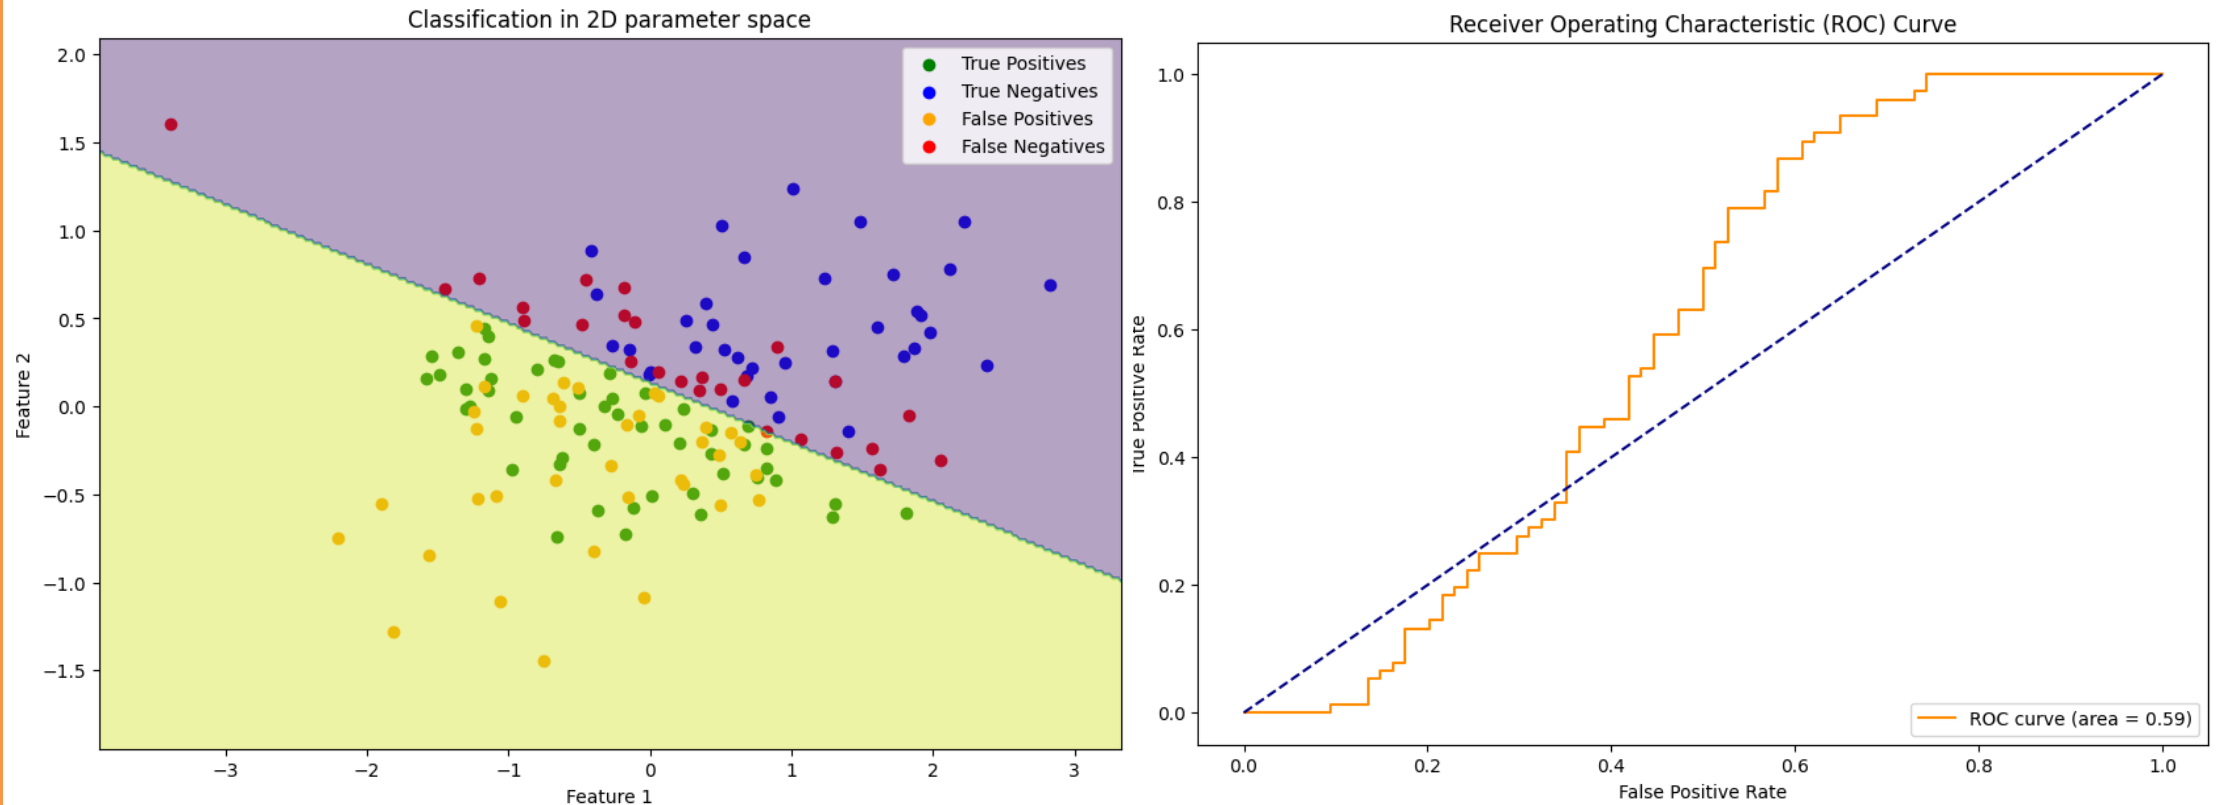 Classification in 2D parameter space
2.0
1.5
1.0
0.5
0.0
−0.5
−1.0
−1.5
Feature 2
True Positives
True Negatives
False Positives
False Negatives
−3
−2
−1
0
1
2
3
Feature 1
Receiver Operating Characteristic (ROC) Curve
1.0
0.8
0.6
0.4
0.2
0.0
True Positive Rate
ROC curve (area = 0.59)
0.0
0.2
0.4
0.6
0.8
1.0
False Positive Rate